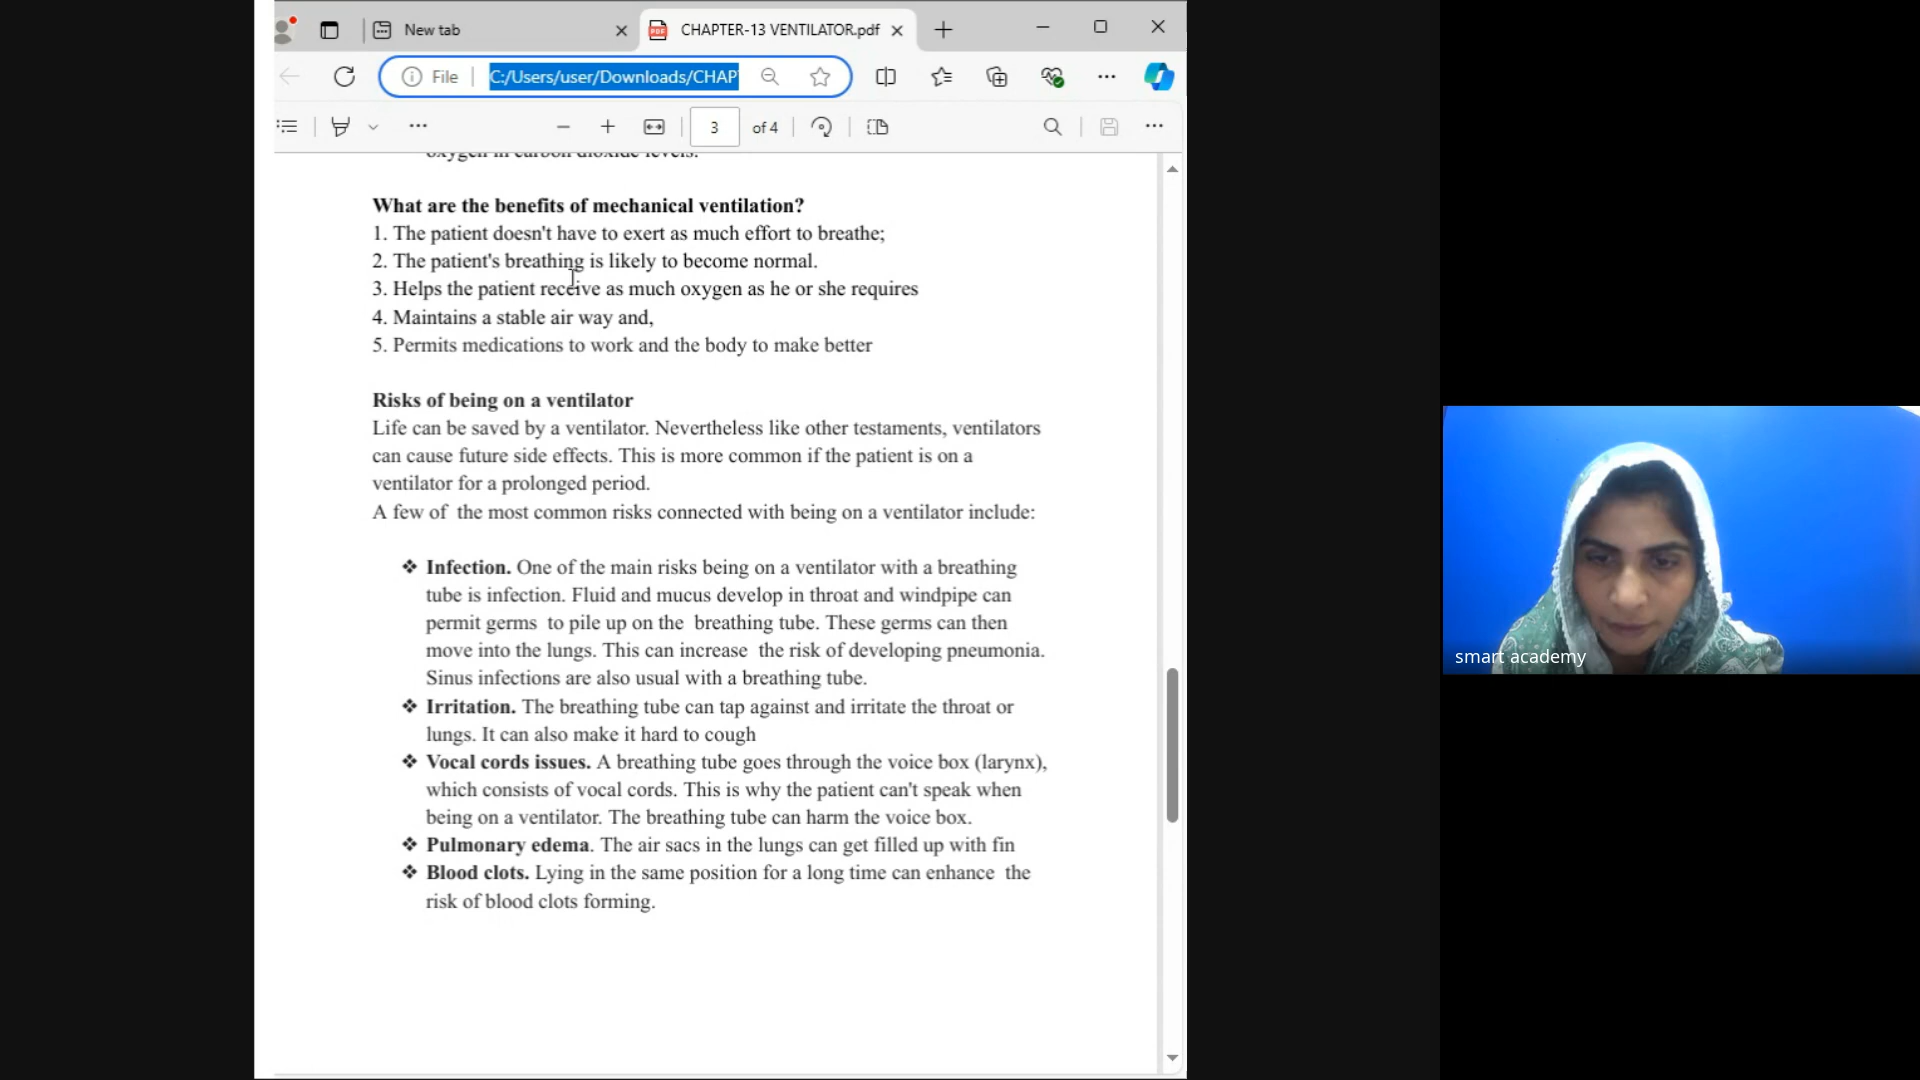 New tab
CHAPTER-13 VENTILATOR.pdf
File
C:/Users/user/Downloads/CHAP
3 of 4
oxygen in carbon dioxide levels.
What are the benefits of mechanical ventilation?
1. The patient doesn't have to exert as much effort to breathe;
2. The patient's breathing is likely to become normal.
3. Helps the patient receive as much oxygen as he or she requires
4. Maintains a stable air way and,
5. Permits medications to work and the body to make better
Risks of being on a ventilator
Life can be saved by a ventilator. Nevertheless like other testaments, ventilators
can cause future side effects. This is more common if the patient is on a
ventilator for a prolonged period.
A few of the most common risks connected with being on a ventilator include:
❖ Infection. One of the main risks being on a ventilator with a breathing
tube is infection. Fluid and mucus develop in throat and windpipe can
permit germs to pile up on the breathing tube. These germs can then
move into the lungs. This can increase the risk of developing pneumonia.
Sinus infections are also usual with a breathing tube.
❖ Irritation. The breathing tube can tap against and irritate the throat or
lungs. It can also make it hard to cough
❖ Vocal cords issues. A breathing tube goes through the voice box (larynx),
which consists of vocal cords. This is why the patient can't speak when
being on a ventilator. The breathing tube can harm the voice box.
❖ Pulmonary edema. The air sacs in the lungs can get filled up with fin
❖ Blood clots. Lying in the same position for a long time can enhance the
risk of blood clots forming.
smart academy